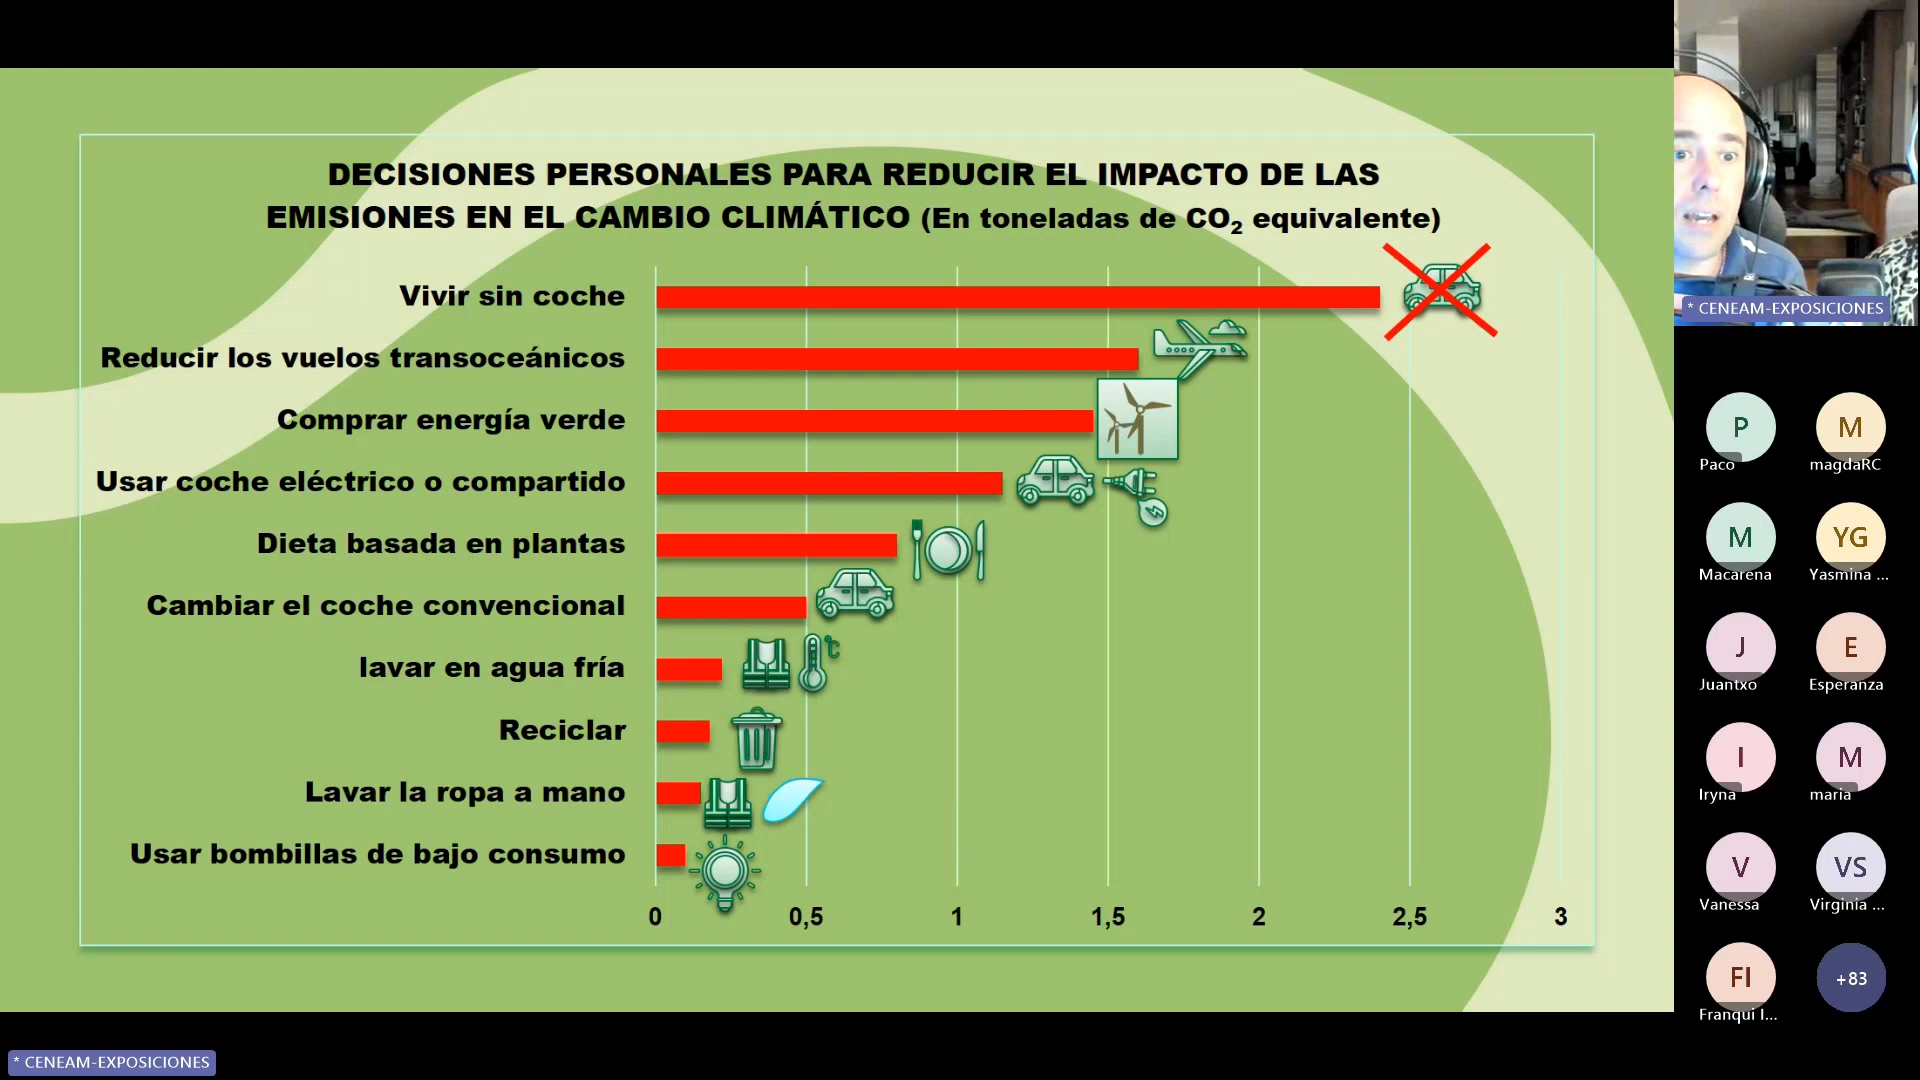 DECISIONES PERSONALES PARA REDUCIR EL IMPACTO DE LAS
EMISIONES EN EL CAMBIO CLIMÁTICO (En toneladas de CO₂ equivalente)
Vivir sin coche
Reducir los vuelos transoceánicos
Comprar energía verde
Usar coche eléctrico o compartido
Dieta basada en plantas
Cambiar el coche convencional
lavar en agua fría
°C
Reciclar
Lavar la ropa a mano
Usar bombillas de bajo consumo
0 0,5 1 1,5 2 2,5 3
* CENEAM-EXPOSICIONES
* CENEAM-EXPOSICIONES
P M
Paco magdaRC
M YG
Macarena Yasmina ...
J E
Juantxo Esperanza
I M
Iryna maria
V VS
Vanessa Virginia ...
FI +83
Franqui I...